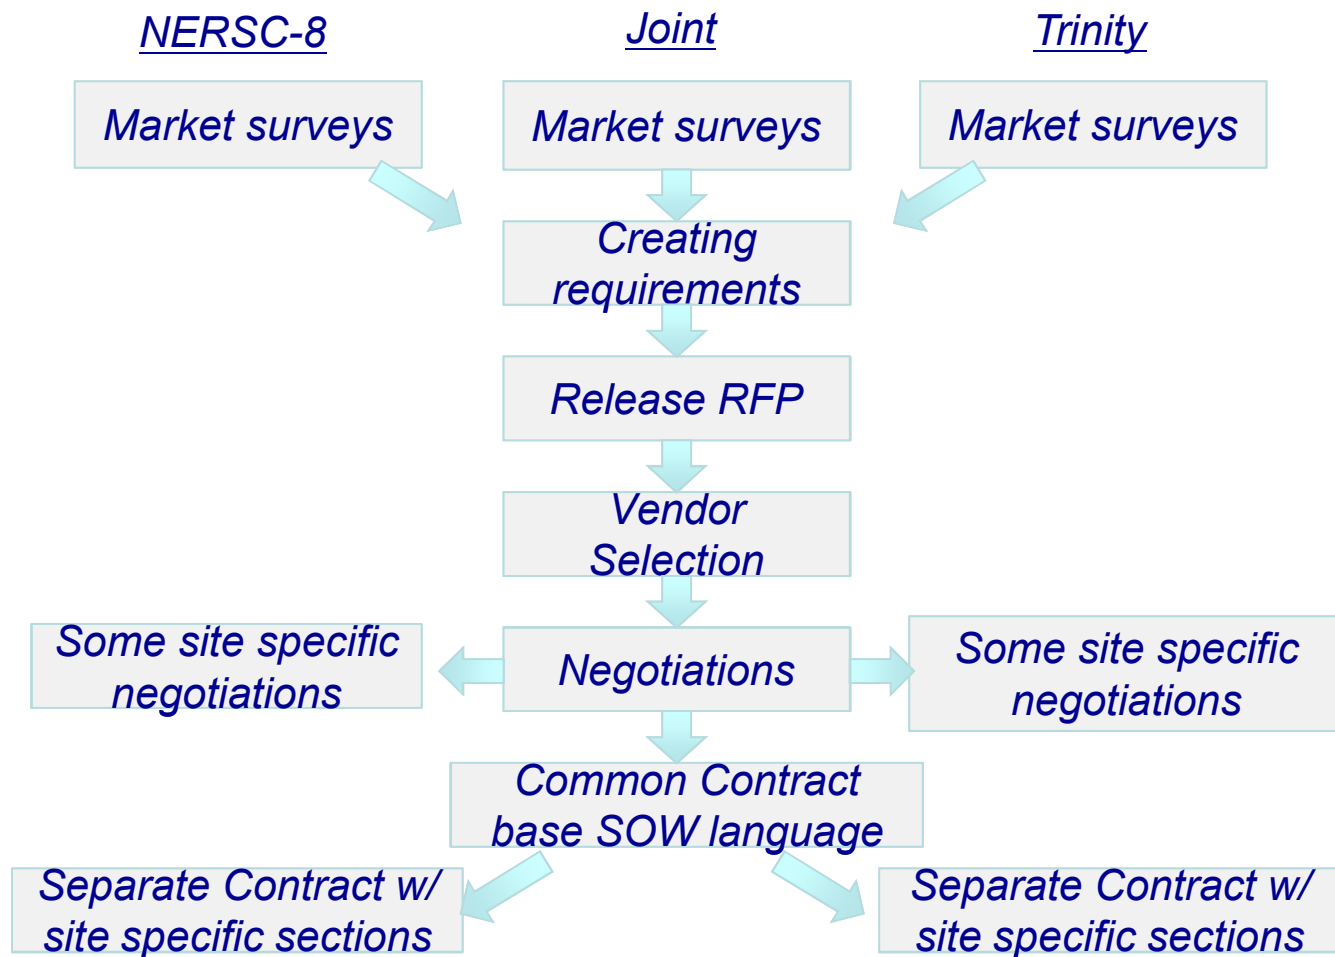 NERSC-8
Joint
Trinity
Market surveys
Market surveys
Market surveys
Creating
requirements
Release RFP
Vendor
Selection
Some site specific
negotiations
Negotiations
Some site specific
negotiations
Common Contract
base SOW language
Separate Contract w/
site specific sections
Separate Contract w/
site specific sections